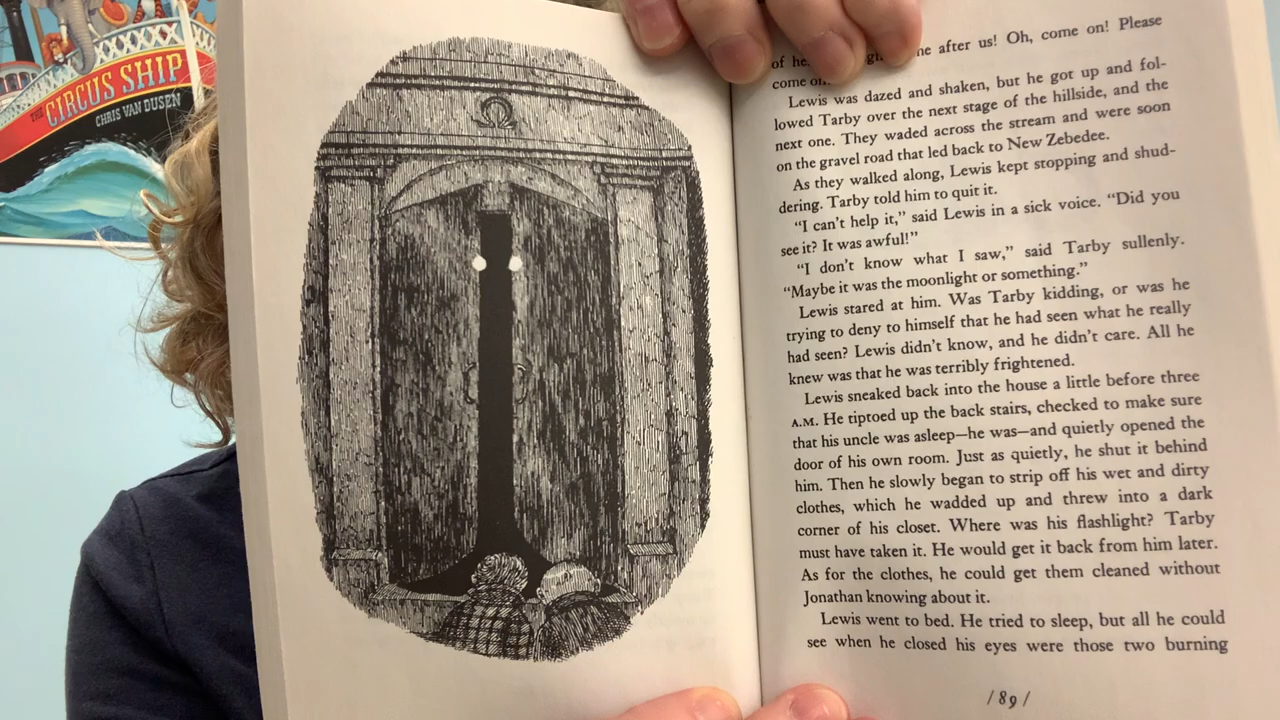 THE
CIRCUS SHIP
CHRIS VAN DUSEN
of he after us! Oh, come on! Please
come on
Lewis was dazed and shaken, but he got up and fol-
lowed Tarby over the next stage of the hillside, and the
next one. They waded across the stream and were soon
on the gravel road that led back to New Zebedee.
As they walked along, Lewis kept stopping and shud-
dering. Tarby told him to quit it.
“I can't help it,” said Lewis in a sick voice. “Did you
see it? It was awful!”
“I don't know what I saw,” said Tarby sullenly.
“Maybe it was the moonlight or something.”
Lewis stared at him. Was Tarby kidding, or was he
trying to deny to himself that he had seen what he really
had seen? Lewis didn't know, and he didn't care. All he
knew was that he was terribly frightened.
Lewis sneaked back into the house a little before three
A.M. He tiptoed up the back stairs, checked to make sure
that his uncle was asleep—he was—and quietly opened the
door of his own room. Just as quietly, he shut it behind
him. Then he slowly began to strip off his wet and dirty
clothes, which he wadded up and threw into a dark
corner of his closet. Where was his flashlight? Tarby
must have taken it. He would get it back from him later.
As for the clothes, he could get them cleaned without
Jonathan knowing about it.
Lewis went to bed. He tried to sleep, but all he could
see when he closed his eyes were those two burning
/ 89 /
Ω